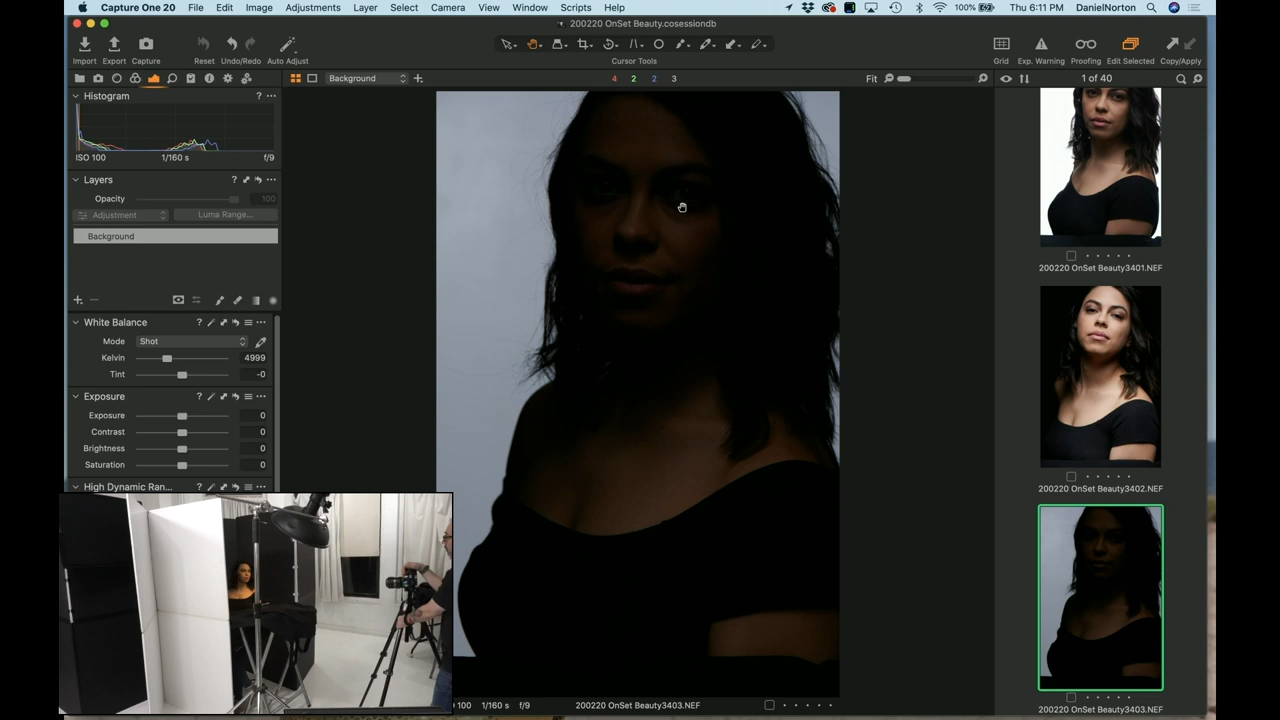 Capture One 20 File Edit View Image Adjustments Layer Select Camera View Window Scripts Help 100% Thu 6:11 PM DanielNorton
200220 OnSet Beauty.cosessiondb
Import Export Capture Reset Undo/Redo Auto Adjust Cursor Tools Grid Exp. Warning Proofing Edit Selected Copy/Apply
Background 4 2 2 3 Fit 1 of 40
Histogram ? ...
ISO 100 1/160 s f/9
Layers ? ...
Opacity 100
Adjustment Luma Range...
Background
200220 OnSet Beauty3401.NEF
White Balance ? ...
Mode Shot
Kelvin 4999
Tint -0
Exposure ? ...
Exposure 0
Contrast 0
Brightness 0
Saturation 0
High Dynamic Ran... ? ...
200220 OnSet Beauty3402.NEF
100 1/160 s f/9 200220 OnSet Beauty3403.NEF
200220 OnSet Beauty3403.NEF